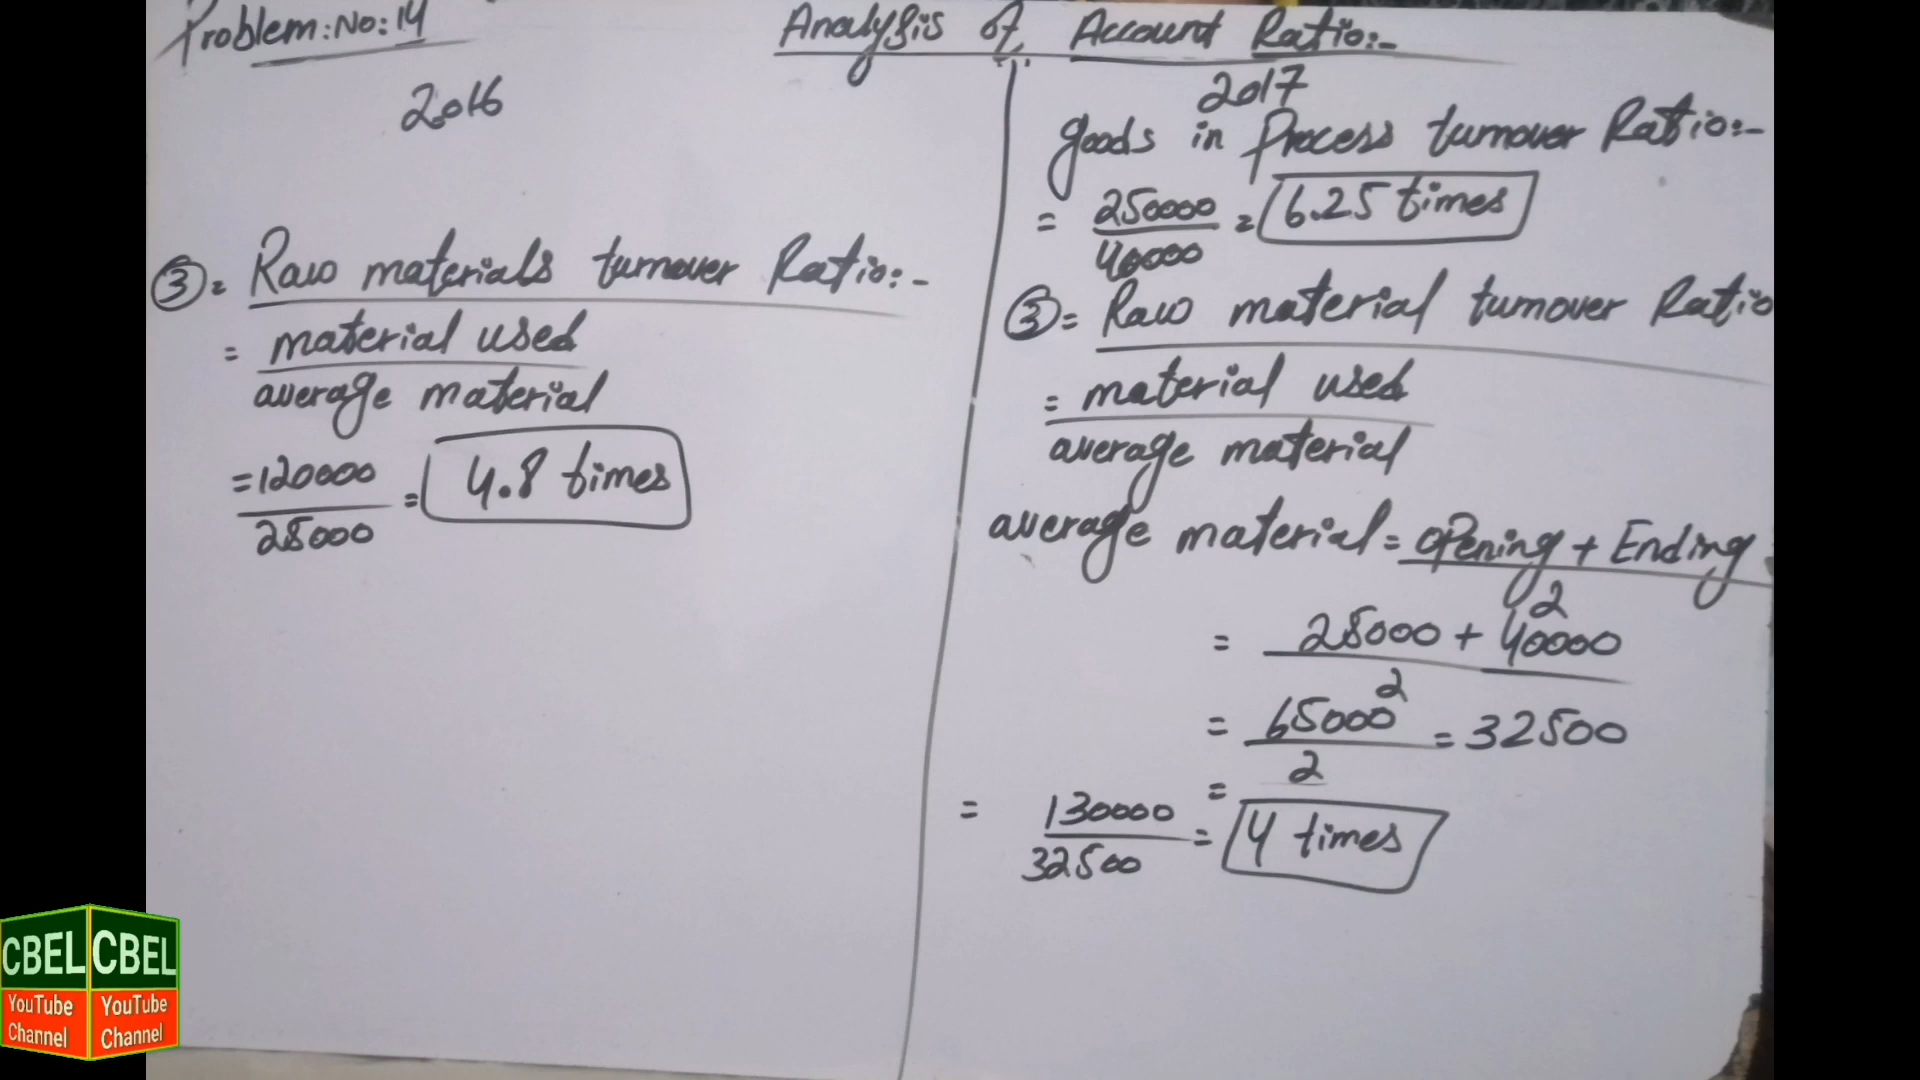 Problem:No:14
Analysis of Account Ratio:-
2016
③= Raw materials turnover Ratio:-
= material used
average material
=120000
25000
= 4.8 times
2017
goods in Process turnover Ratio:-
= 250000
40000
= 6.25 times
③= Raw material turnover Ratio
= material used
average material
average material = opening + Ending
2
= 25000 + 40000
2
= 65000
2
= 32500
=
= 130000
32500
= 4 times
CBEL CBEL
YouTube Channel
YouTube Channel